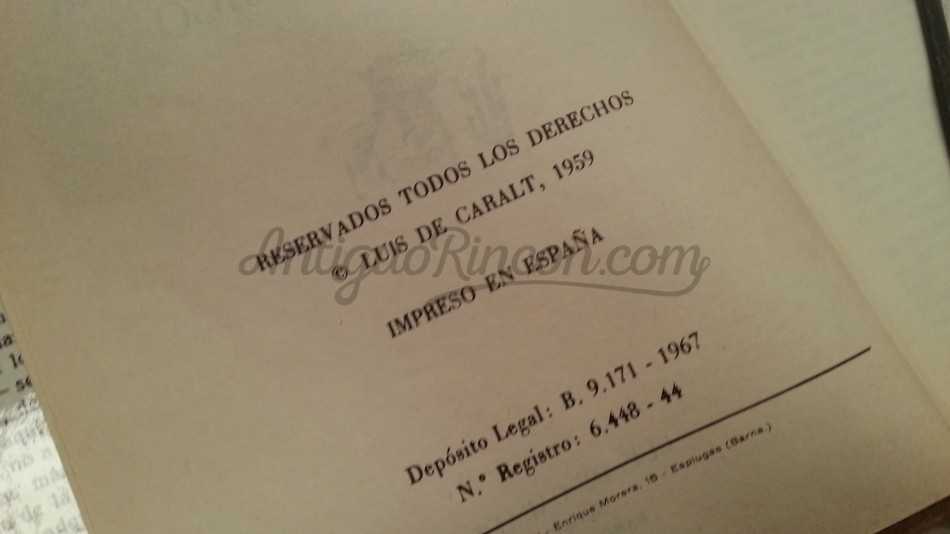 RESERVADOS TODOS LOS DERECHOS
© LUIS DE CARALT, 1959
AntiguoRincon.com
IMPRESO EN ESPAÑA
Depósito Legal: B. 9.171 - 1967
N.º Registro: 6.448 - 44
Enrique Morera, 16 - Esplugas (Barna.)